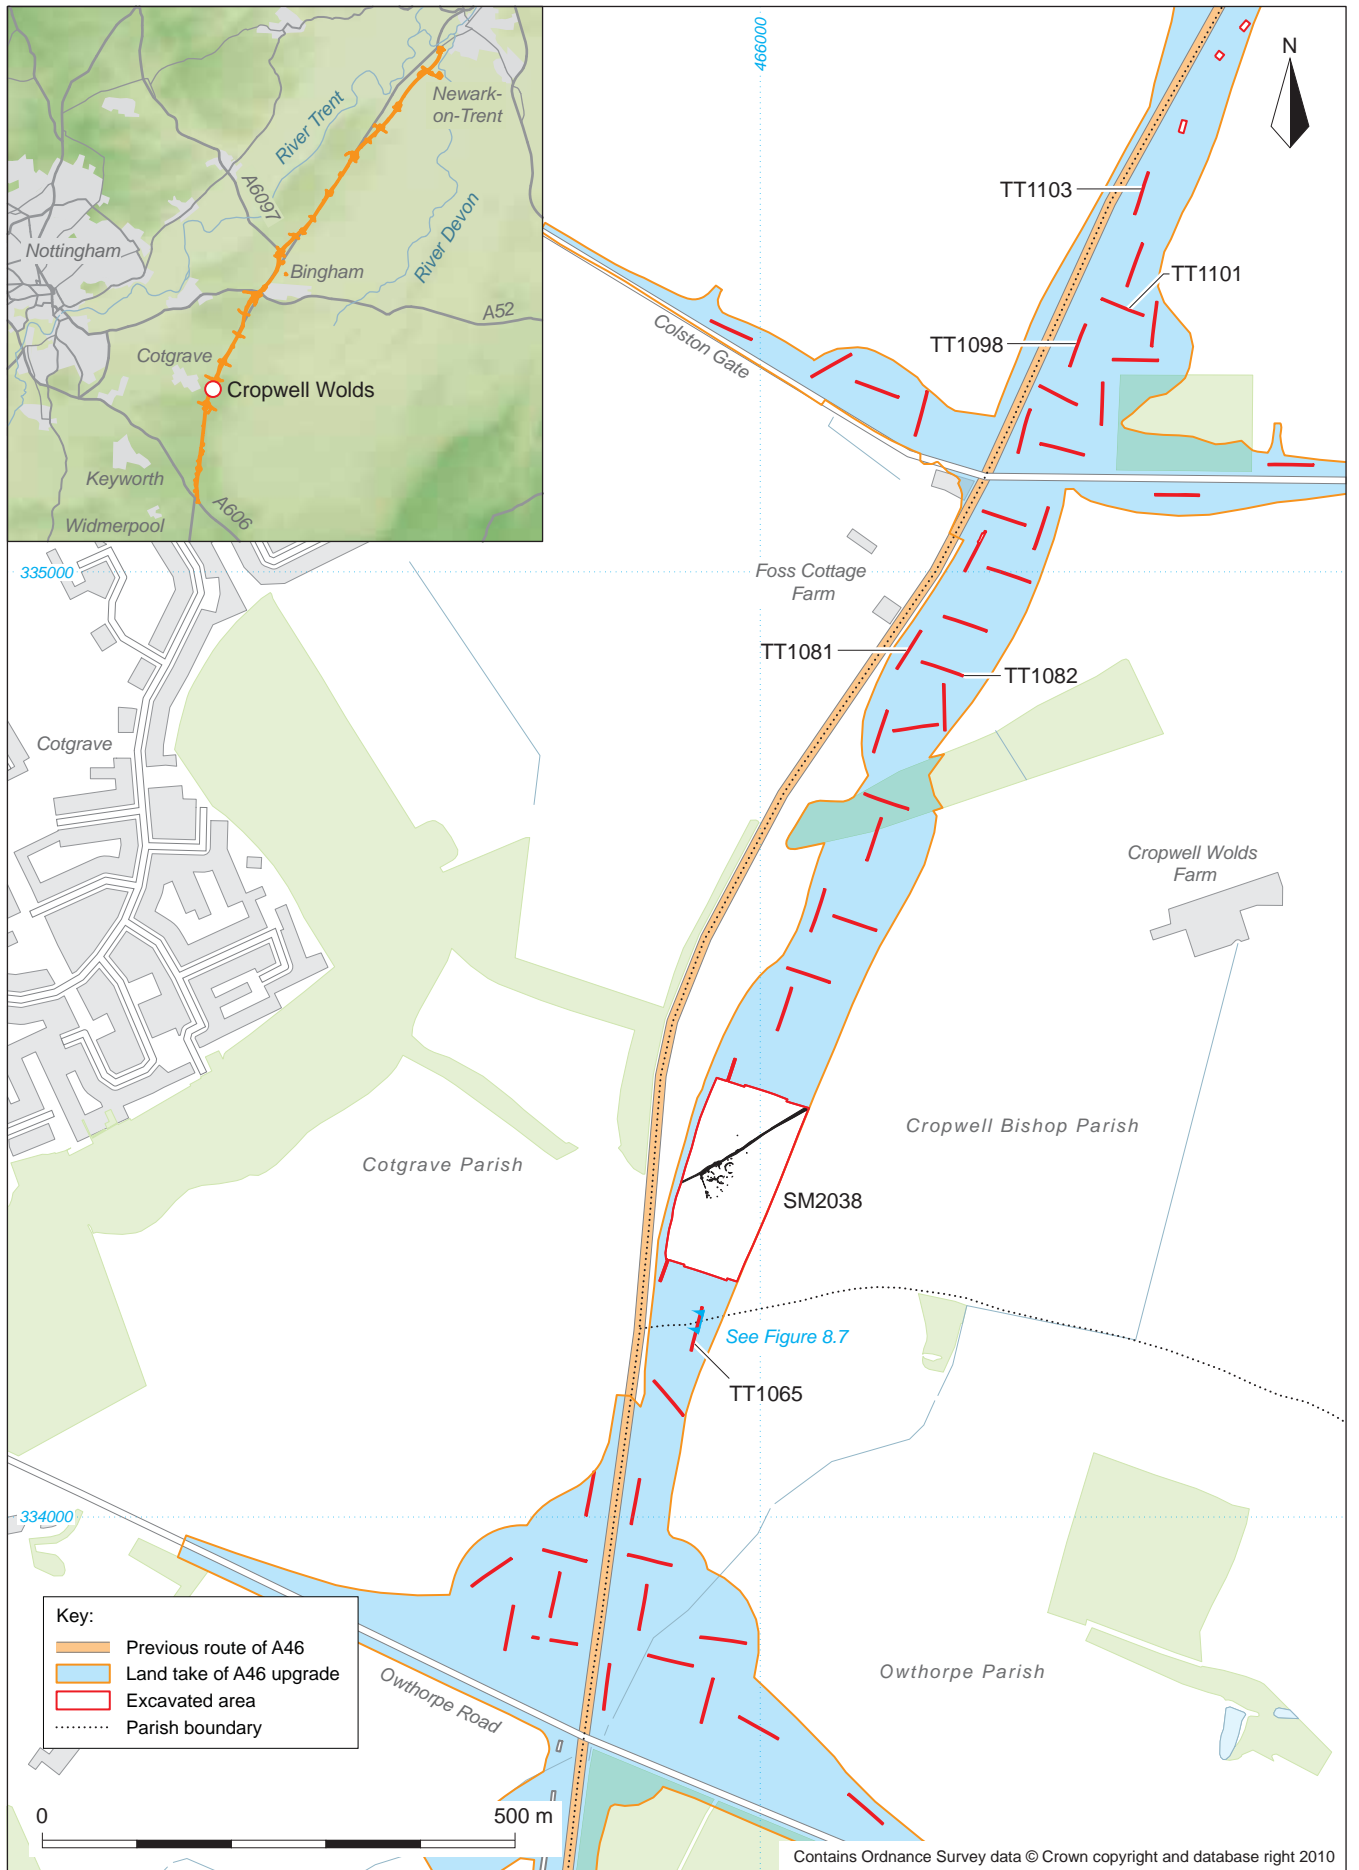 River Trent
Newark-
on-Trent
A6097
River Devon
Nottingham
Bingham
A52
Cotgrave
Cropwell Wolds
Keyworth
A606
Widmerpool
466000
N
TT1103
TT1101
Colston Gate
TT1098
335000
Foss Cottage
Farm
TT1081
TT1082
Cotgrave
Cropwell Wolds
Farm
Cropwell Bishop Parish
Cotgrave Parish
SM2038
See Figure 8.7
TT1065
334000
Key:
Previous route of A46
Land take of A46 upgrade
Excavated area
Parish boundary
Owthorpe Road
Owthorpe Parish
0
500 m
Contains Ordnance Survey data © Crown copyright and database right 2010